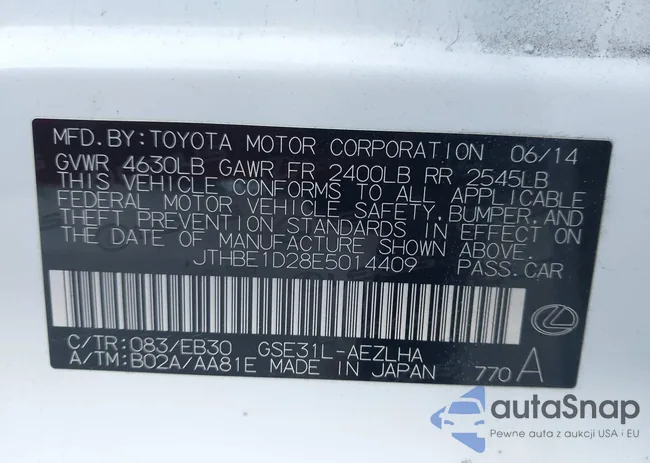 MFD.BY:TOYOTA MOTOR CORPORATION 06/14
GVWR 4630LB GAWR FR 2400LB RR 2545LB
THIS VEHICLE CONFORMS TO ALL APPLICABLE
FEDERAL MOTOR VEHICLE SAFETY, BUMPER, AND
THEFT PREVENTION STANDARDS IN EFFECT ON
THE DATE OF MANUFACTURE SHOWN ABOVE.
JTHBE1D28E5014409 PASS.CAR
C/TR:083/EB30 GSE31L-AEZLHA
A/TM:B02A/AA81E MADE IN JAPAN 770 A
autaSnap
Pewne auta z aukcji USA i EU